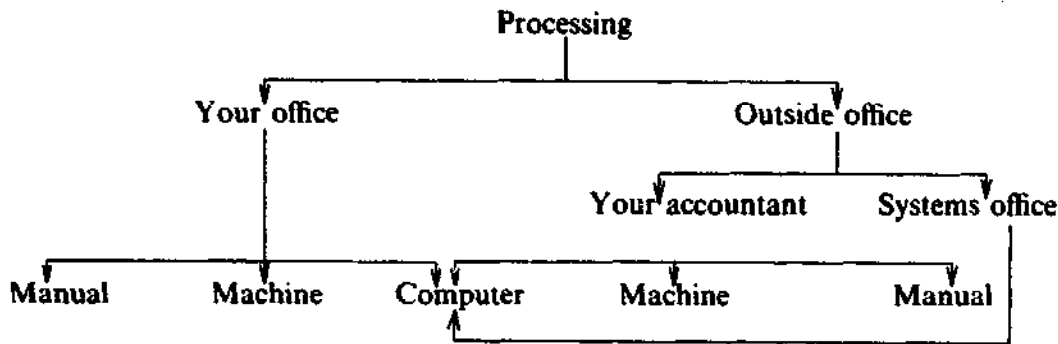 Processing
Your office Outside office
Your accountant Systems office
Manual Machine Computer Machine Manual